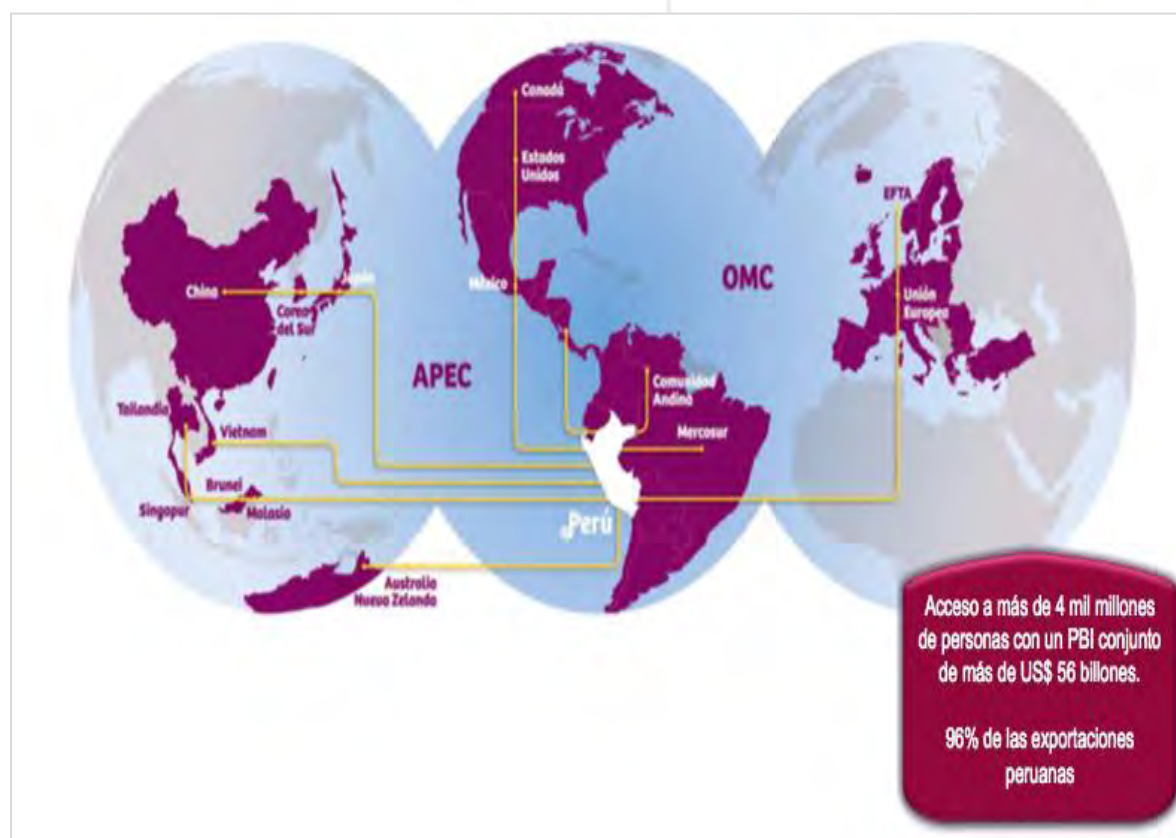 Canadá
Estados
Unidos
EFTA
China
Japón
Corea
del Sur
México
OMC
Unión
Europea
APEC
Comunidad
Andina
Tailandia
Vietnam
Mercosur
Brunei
Singapur
Malasia
Perú
Australia
Nueva Zelanda
Acceso a más de 4 mil millones
de personas con un PBI conjunto
de más de US$ 56 billones.
96% de las exportaciones
peruanas